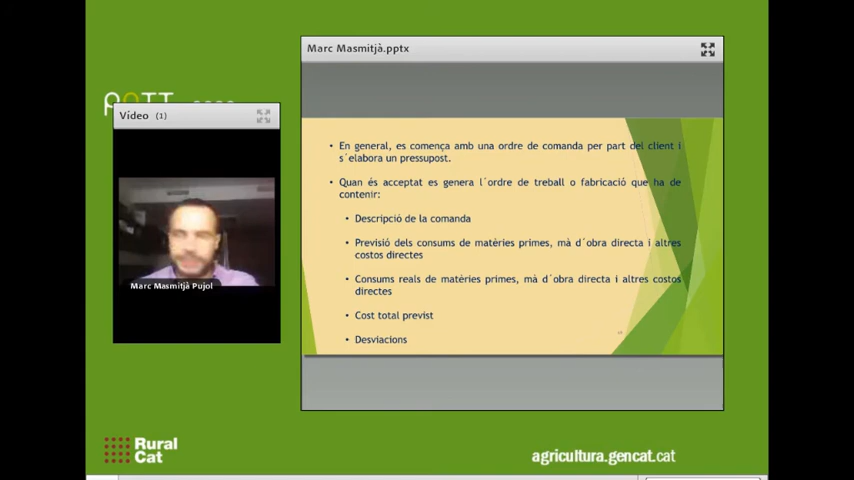 Marc Masmitjà.pptx
Vídeo (1)
Marc Masmitjà Pujol
• En general, es comença amb una ordre de comanda per part del client i
s´elabora un pressupost.
• Quan és acceptat es genera l´ordre de treball o fabricació que ha de
contenir:
• Descripció de la comanda
• Previsió dels consums de matèries primes, mà d´obra directa i altres
costos directes
• Consums reals de matèries primes, mà d´obra directa i altres costos
directes
• Cost total previst
• Desviacions
Rural
Cat
agricultura.gencat.cat